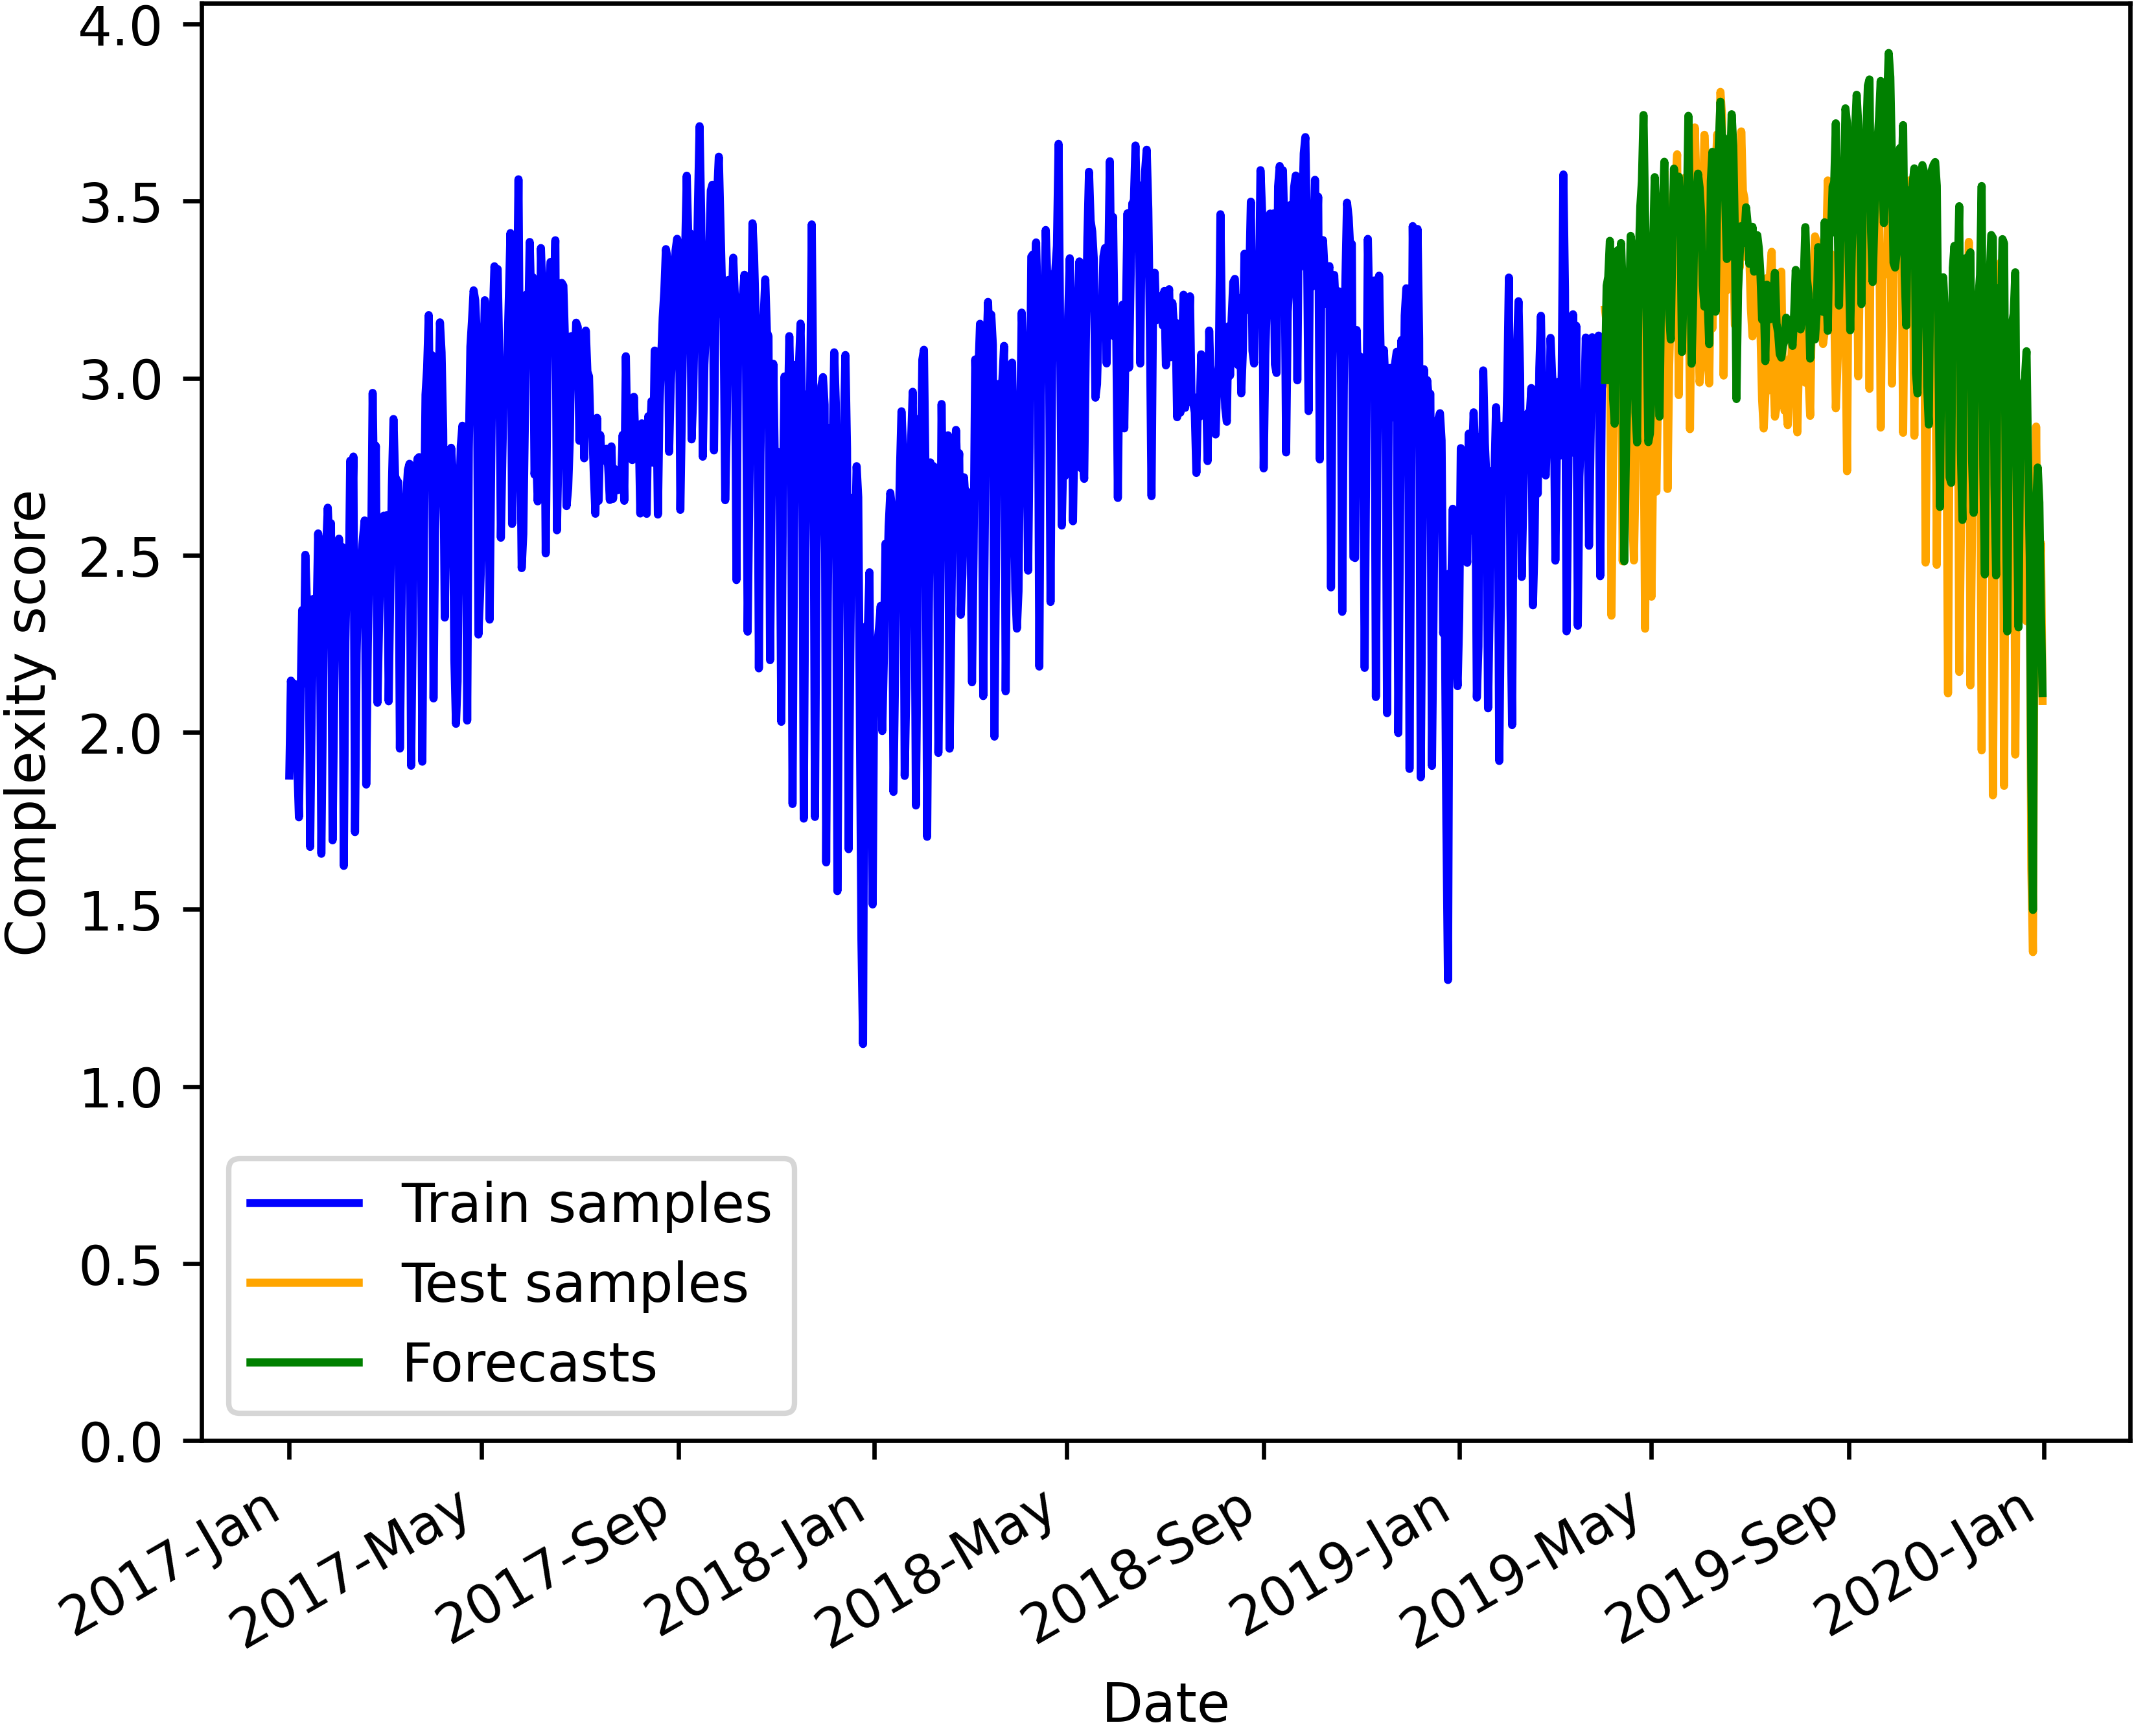 4.0
3.5
3.0
2.5
2.0
1.5
1.0
0.5
0.0
Complexity score
Train samples
Test samples
Forecasts
2017-Jan
2017-May
2017-Sep
2018-Jan
2018-May
2018-Sep
2019-Jan
2019-May
2019-Sep
2020-Jan
Date